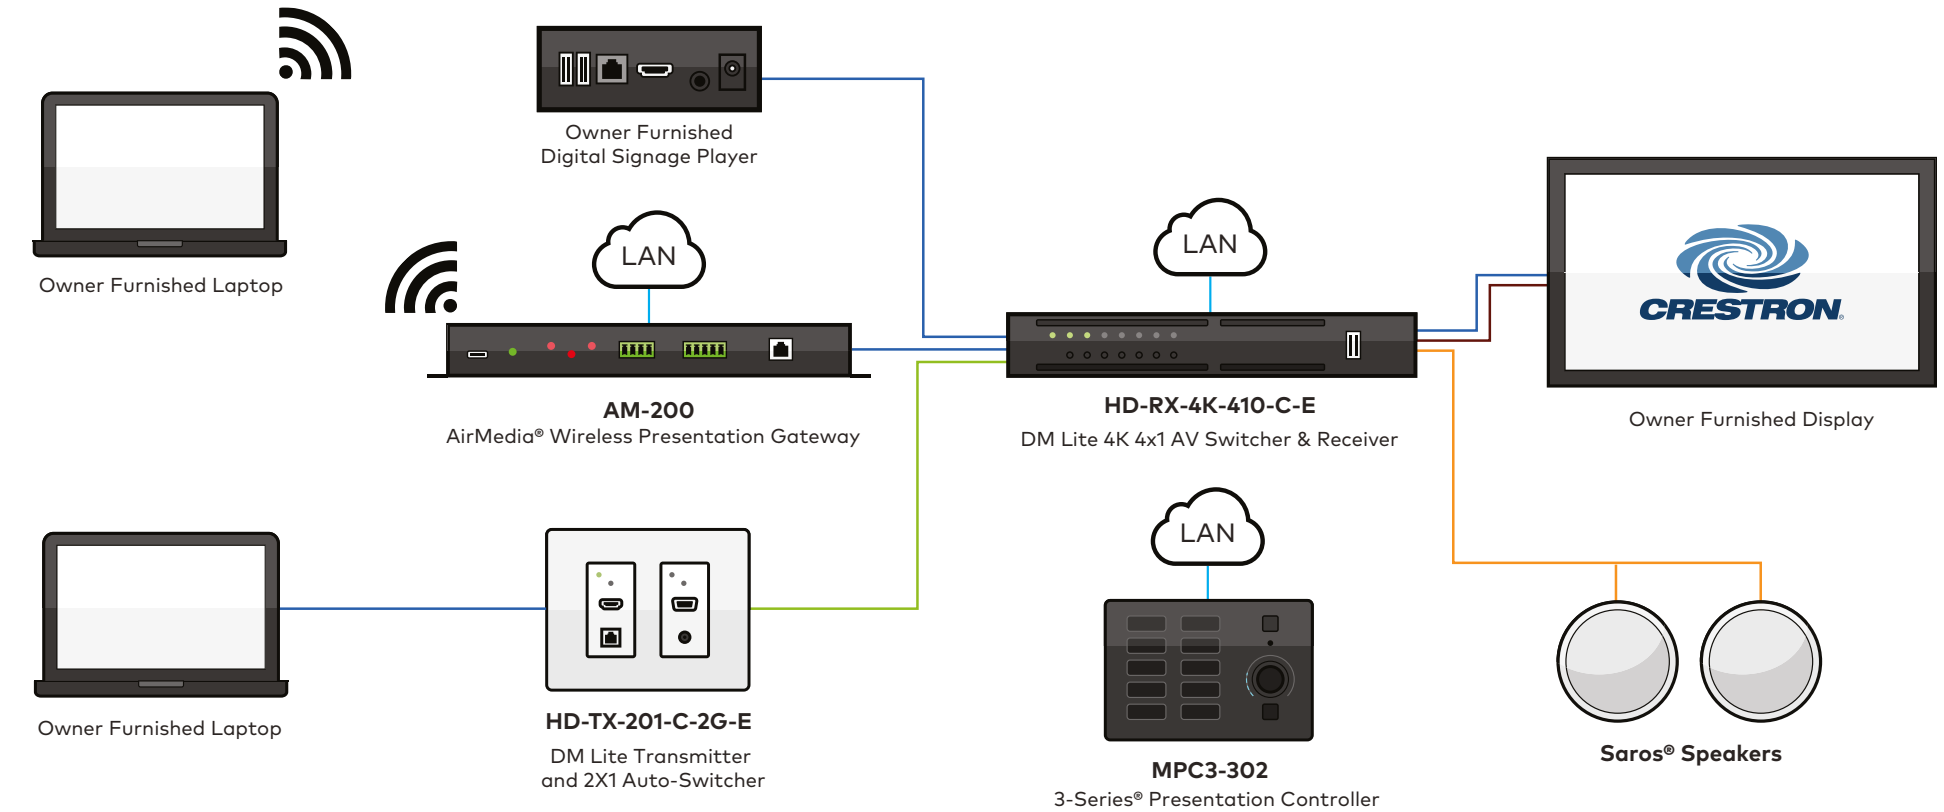 Owner Furnished
Digital Signage Player
Owner Furnished Laptop
LAN
LAN
CRESTRON®
AM-200
AirMedia® Wireless Presentation Gateway
HD-RX-4K-410-C-E
DM Lite 4K 4x1 AV Switcher & Receiver
Owner Furnished Display
LAN
Owner Furnished Laptop
HD-TX-201-C-2G-E
DM Lite Transmitter
and 2X1 Auto-Switcher
MPC3-302
3-Series® Presentation Controller
Saros® Speakers